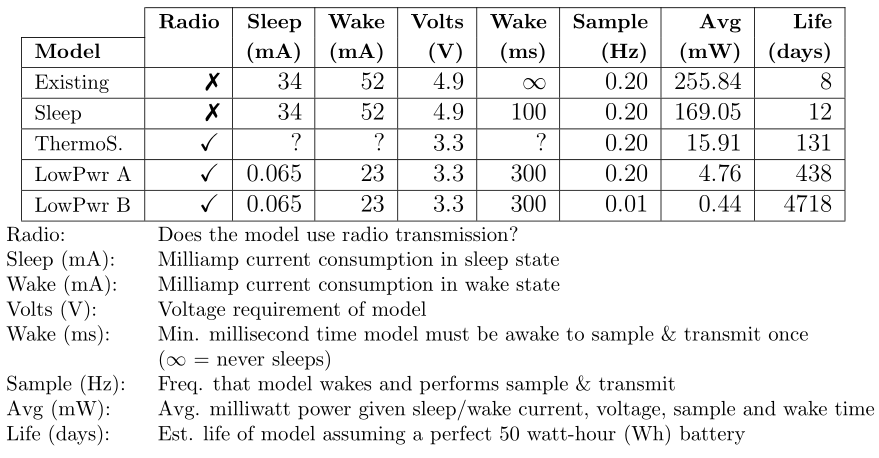 Radio Sleep Wake Volts Wake Sample Avg Life
Model (mA) (mA) (V) (ms) (Hz) (mW) (days)
Existing ✗ 34 52 4.9 ∞ 0.20 255.84 8
Sleep ✗ 34 52 4.9 100 0.20 169.05 12
ThermoS. ✓ ? ? 3.3 ? 0.20 15.91 131
LowPwr A ✓ 0.065 23 3.3 300 0.20 4.76 438
LowPwr B ✓ 0.065 23 3.3 300 0.01 0.44 4718
Radio: Does the model use radio transmission?
Sleep (mA): Milliamp current consumption in sleep state
Wake (mA): Milliamp current consumption in wake state
Volts (V): Voltage requirement of model
Wake (ms): Min. millisecond time model must be awake to sample & transmit once
(∞ = never sleeps)
Sample (Hz): Freq. that model wakes and performs sample & transmit
Avg (mW): Avg. milliwatt power given sleep/wake current, voltage, sample and wake time
Life (days): Est. life of model assuming a perfect 50 watt-hour (Wh) battery